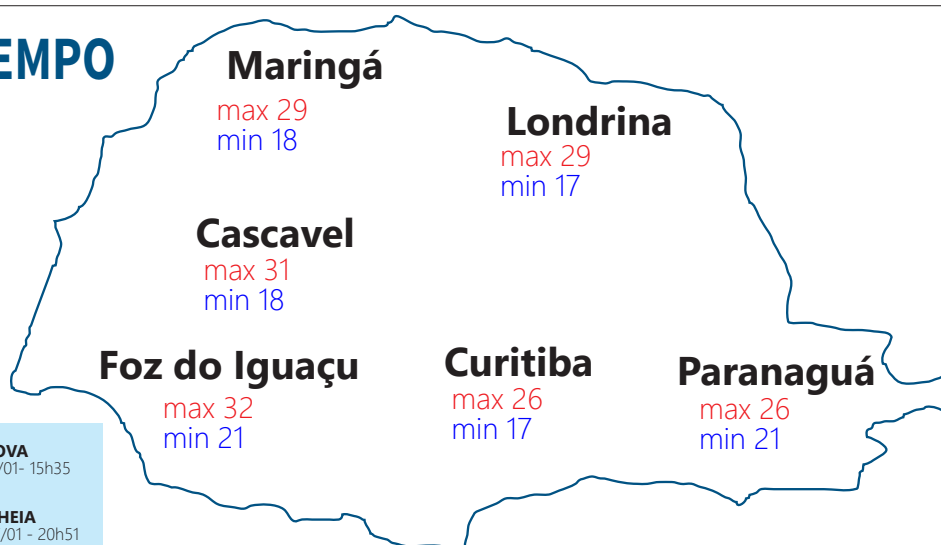 EMPO
Maringá
max 29
min 18
Londrina
max 29
min 17
Cascavel
max 31
min 18
Foz do Iguaçu
max 32
min 21
Curitiba
max 26
min 17
Paranaguá
max 26
min 21
OVA
/01- 15h35
HEIA
/01 - 20h51